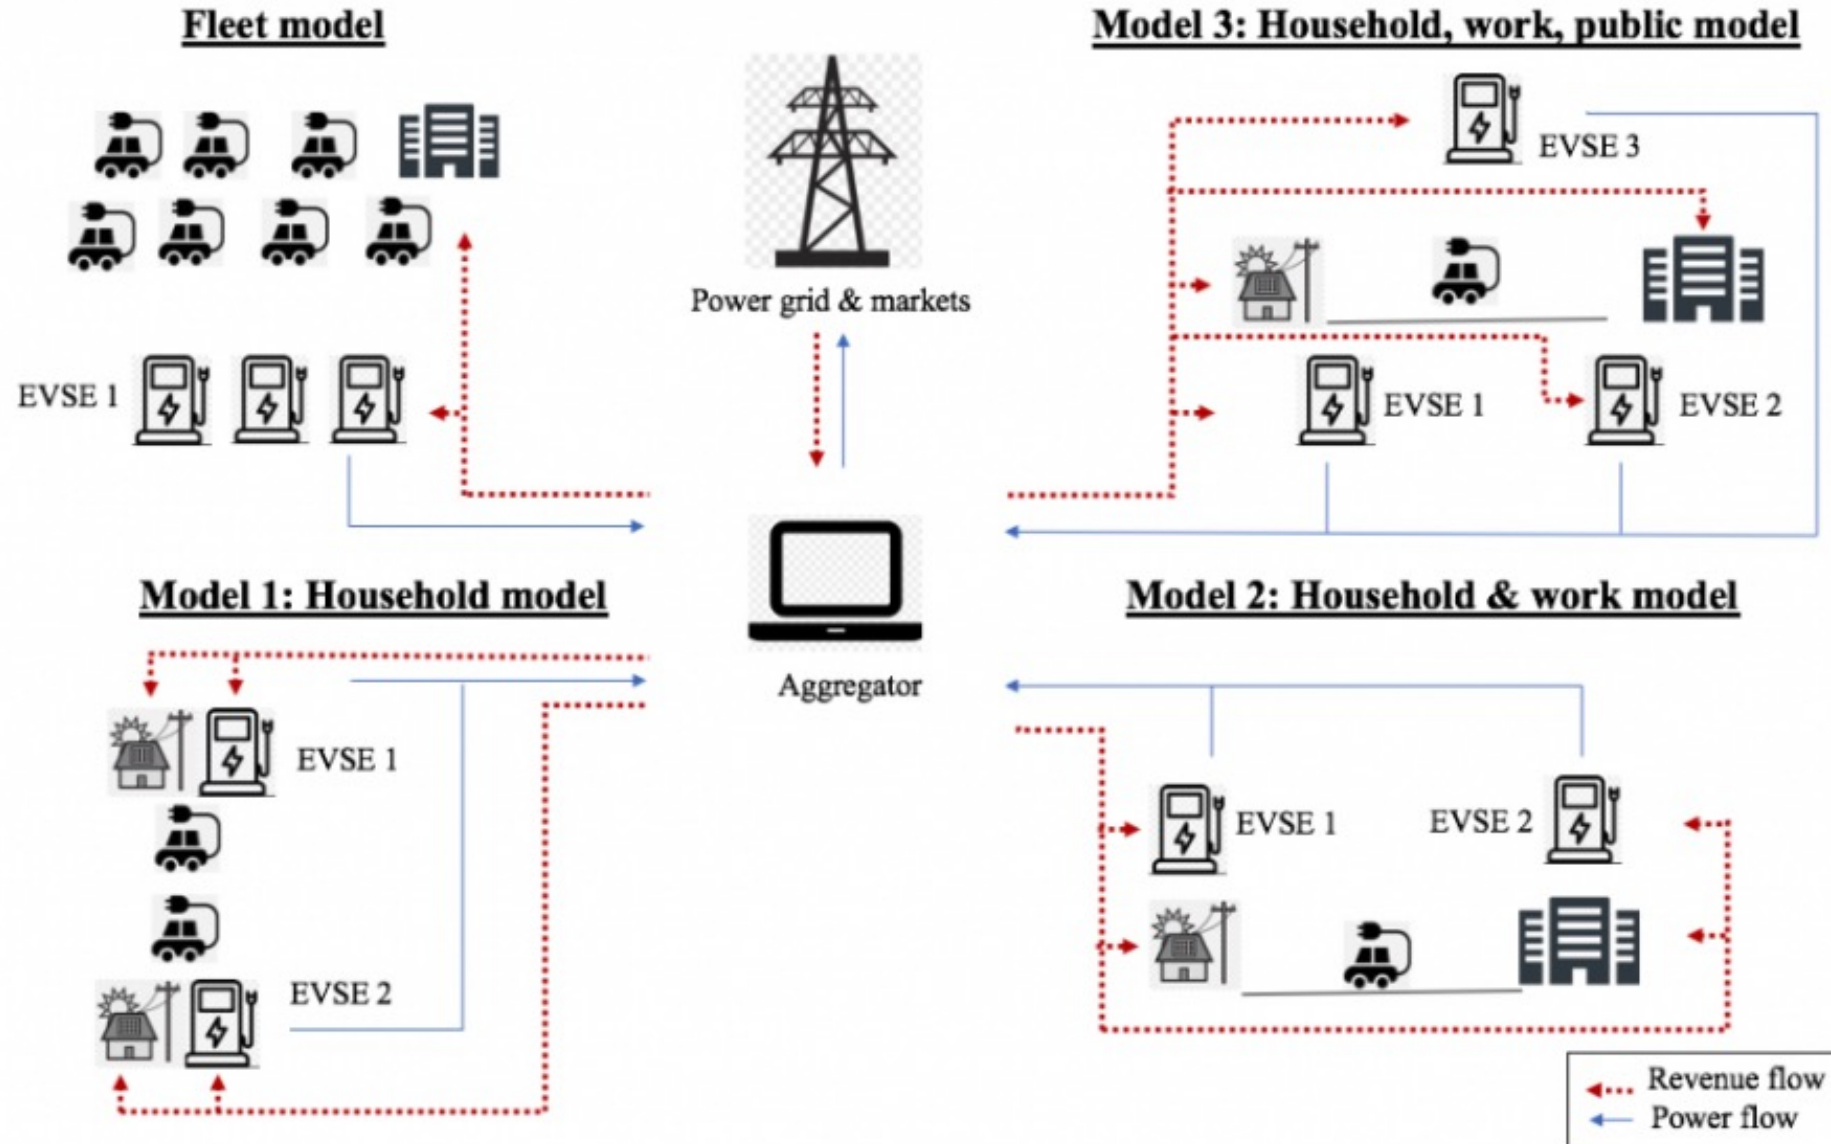 Fleet model
Model 3: Household, work, public model
EVSE 3
Power grid & markets
EVSE 1
EVSE 1
EVSE 2
Model 1: Household model
Model 2: Household & work model
Aggregator
EVSE 1
EVSE 1
EVSE 2
EVSE 2
Revenue flow
Power flow